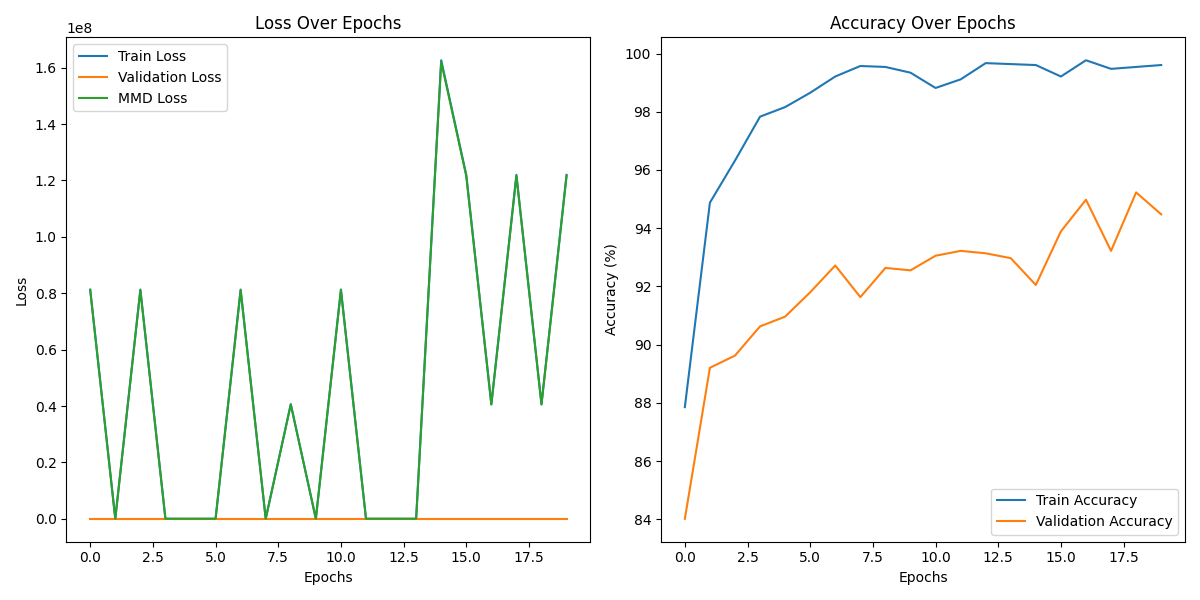 Loss Over Epochs
1e8
Train Loss
Validation Loss
MMD Loss
1.6
1.4
1.2
1.0
0.8
0.6
0.4
0.2
0.0
Loss
0.0 2.5 5.0 7.5 10.0 12.5 15.0 17.5
Epochs
Accuracy Over Epochs
100
98
96
94
92
90
88
86
84
Accuracy (%)
Train Accuracy
Validation Accuracy
0.0 2.5 5.0 7.5 10.0 12.5 15.0 17.5
Epochs